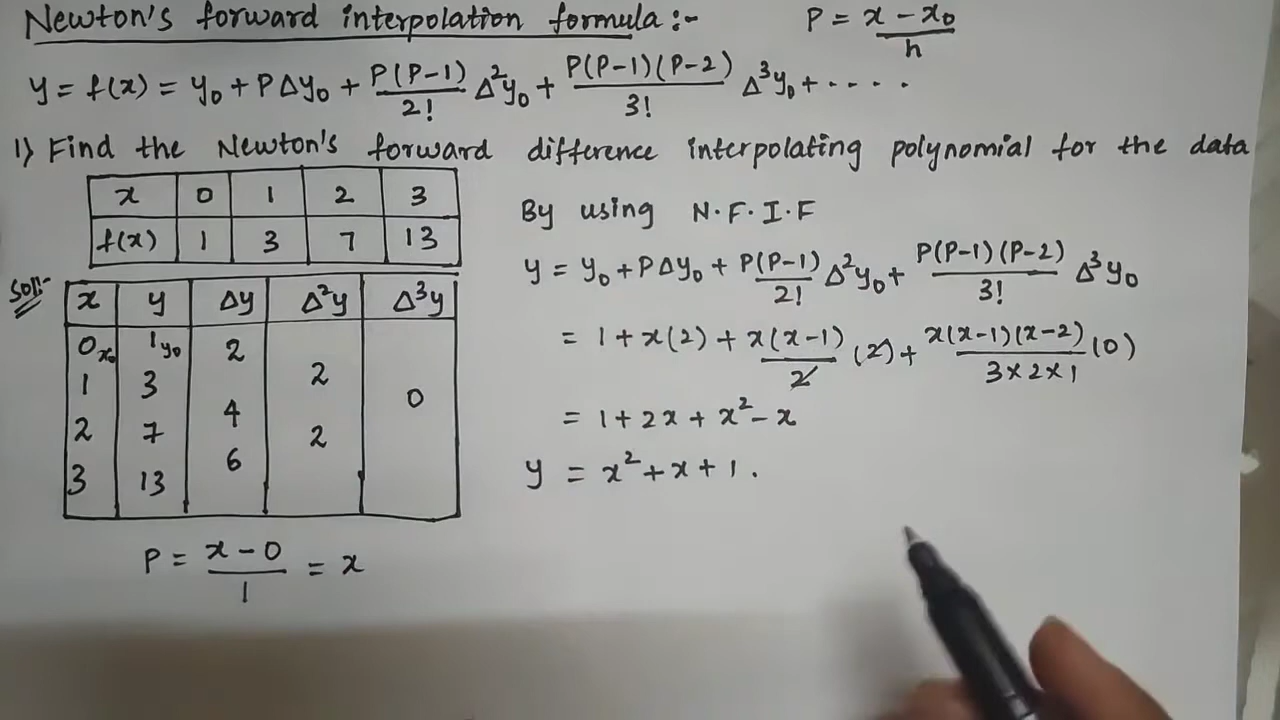 Newton's forward interpolation formula :-
P = x - x₀ / h
y = f(x) = y₀ + PΔy₀ + P(P-1)/2! Δ²y₀ + P(P-1)(P-2)/3! Δ³y₀ + . . . .
1) Find the Newton's forward difference interpolating polynomial for the data
x 0 1 2 3
f(x) 1 3 7 13
Sol:-
x y Δy Δ²y Δ³y
0 x₀ 1 y₀ 2
1 3 2
4 0
2 7 2
6
3 13
P = x - 0 / 1 = x
By using N.F.I.F
y = y₀ + PΔy₀ + P(P-1)/2! Δ²y₀ + P(P-1)(P-2)/3! Δ³y₀
= 1 + x(2) + x(x-1)/2 (2) + x(x-1)(x-2)/3×2×1 (0)
= 1 + 2x + x² - x
y = x² + x + 1 .